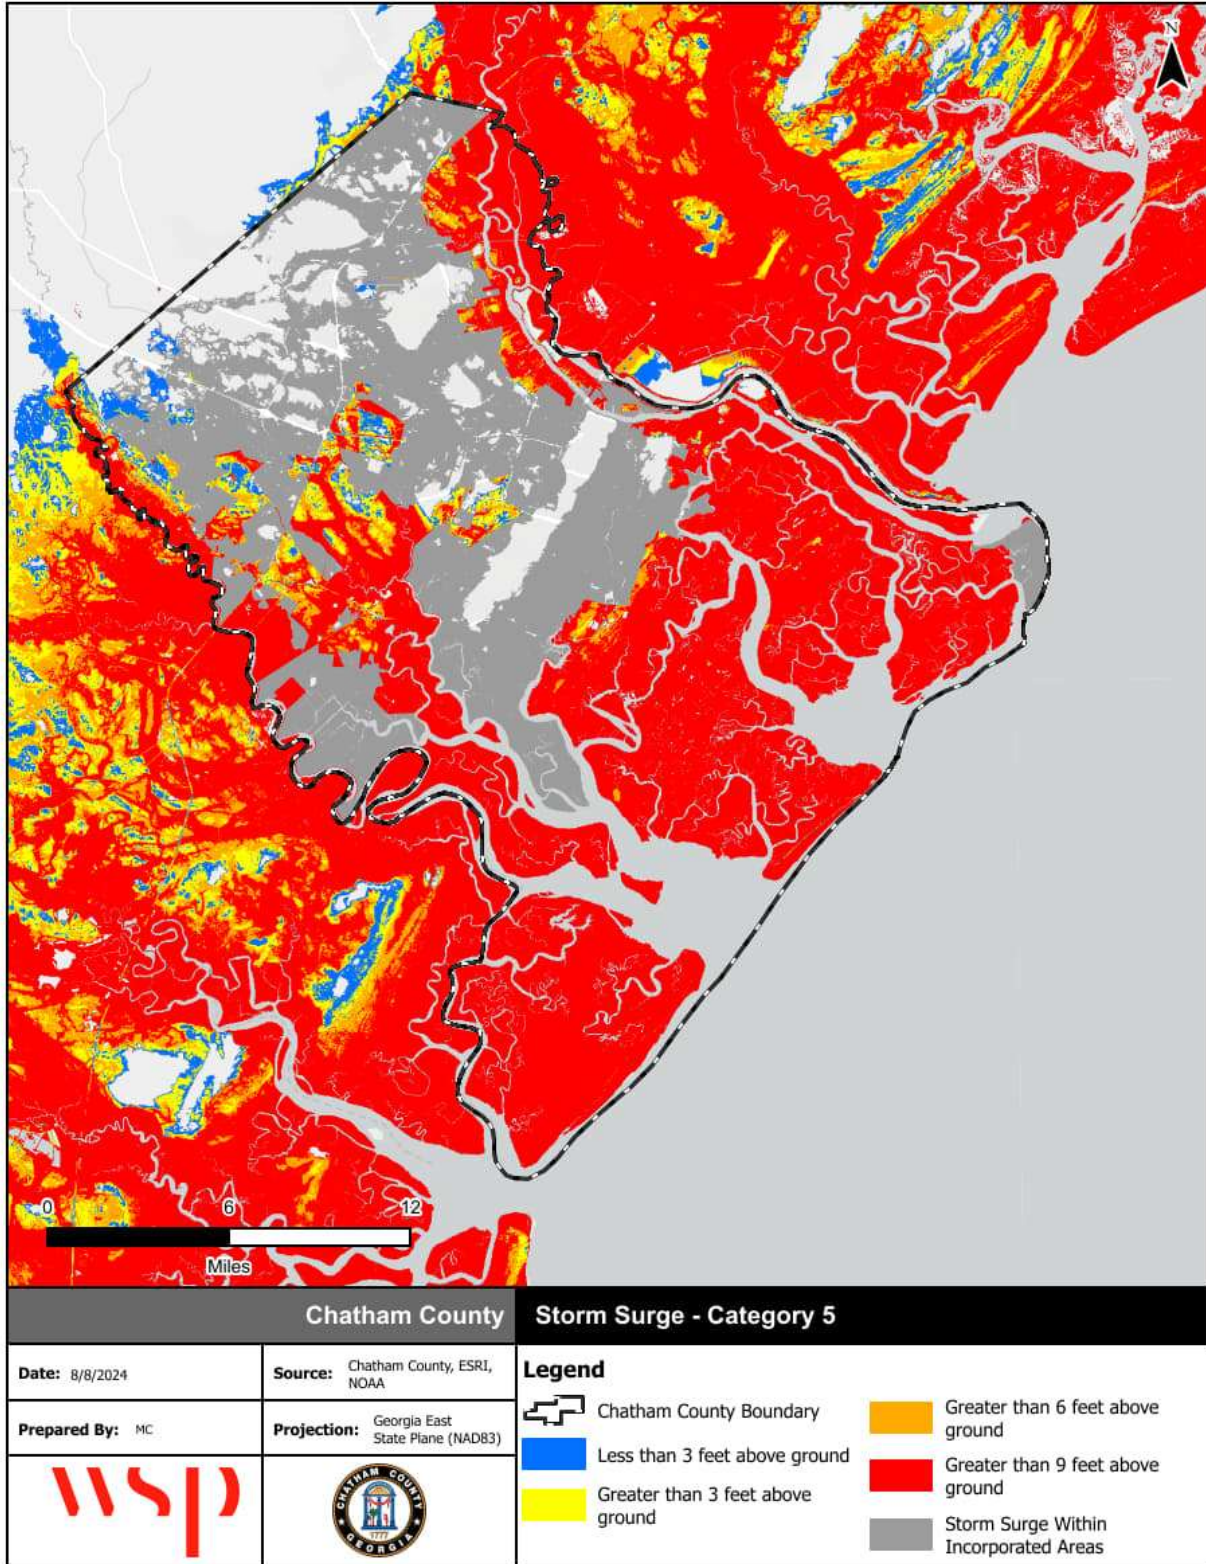 N
0 6 12
Miles
Chatham County
Storm Surge - Category 5
Date: 8/8/2024
Source: Chatham County, ESRI,
NOAA
Prepared By: MC
Projection: Georgia East
State Plane (NAD83)
wsp
CHATHAM COUNTY
GEORGIA
1777
Legend
Chatham County Boundary
Less than 3 feet above ground
Greater than 3 feet above
ground
Greater than 6 feet above
ground
Greater than 9 feet above
ground
Storm Surge Within
Incorporated Areas